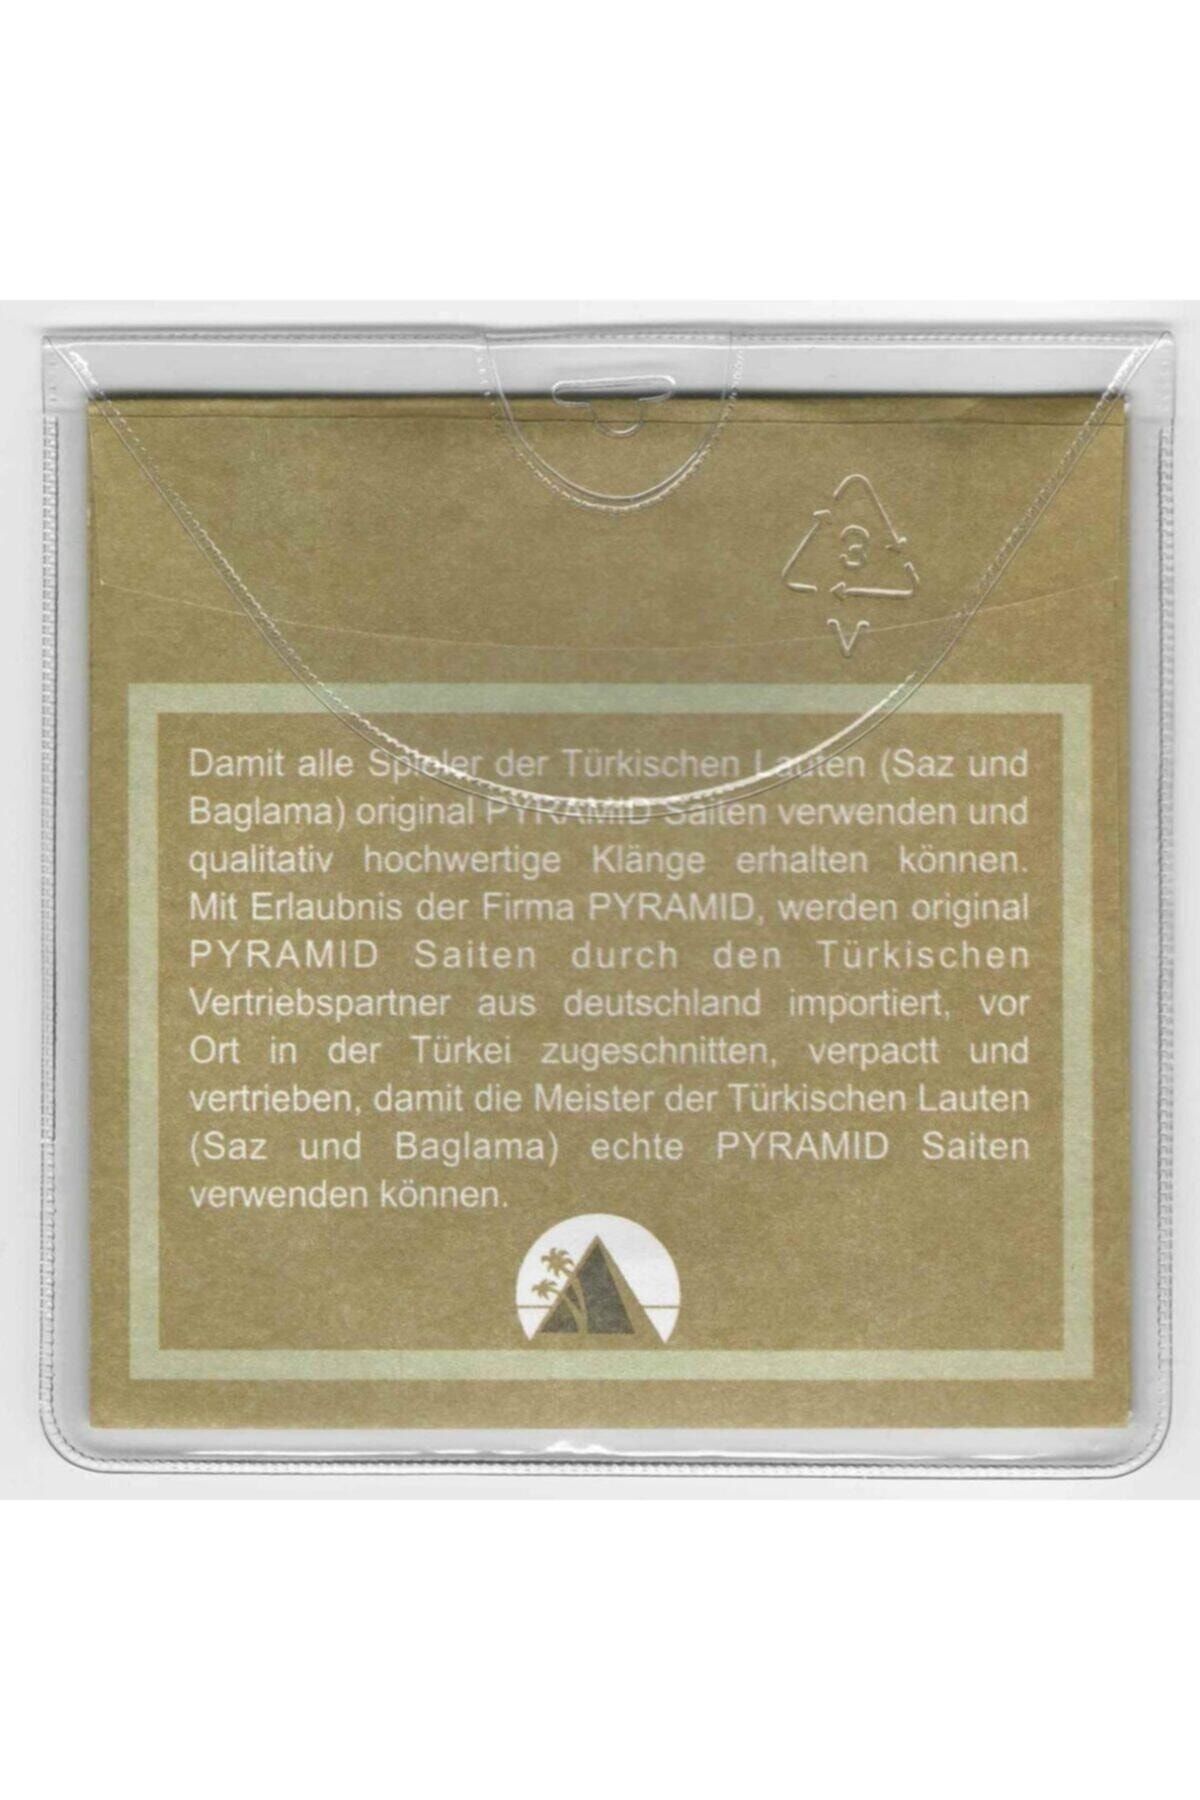 3
V
Damit alle Spieler der Türkischen Lauten (Saz und
Baglama) original PYRAMID Saiten verwenden und
qualitativ hochwertige Klänge erhalten können.
Mit Erlaubnis der Firma PYRAMID, werden original
PYRAMID Saiten durch den Türkischen
Vertriebspartner aus deutschland importiert, vor
Ort in der Türkei zugeschnitten, verpactt und
vertrieben, damit die Meister der Türkischen Lauten
(Saz und Baglama) echte PYRAMID Saiten
verwenden können.